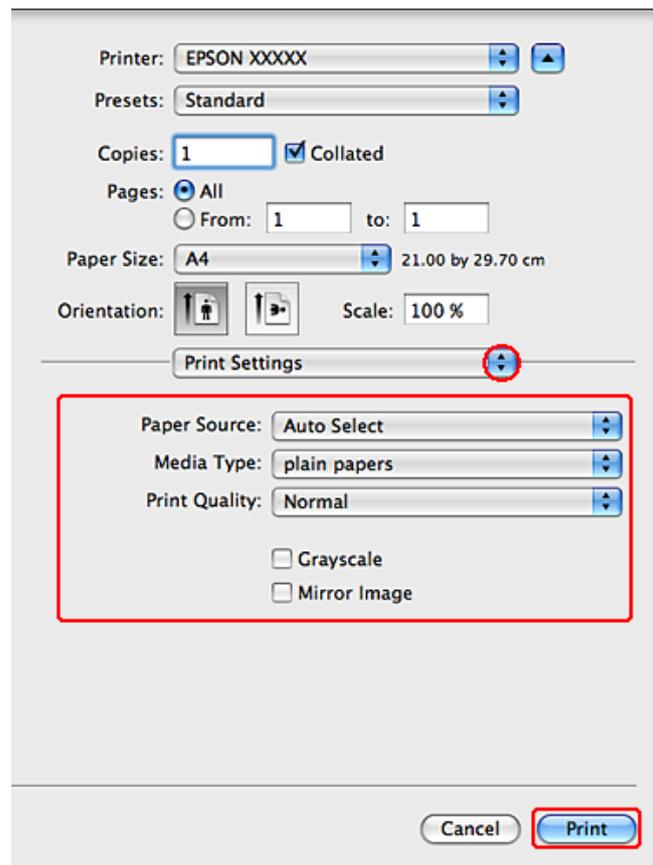 Printer: EPSON XXXXX
Presets: Standard
Copies: 1 Collated
Pages: All
From: 1 to: 1
Paper Size: A4 21.00 by 29.70 cm
Orientation: Scale: 100 %
Print Settings
Paper Source: Auto Select
Media Type: plain papers
Print Quality: Normal
Grayscale
Mirror Image
Cancel Print